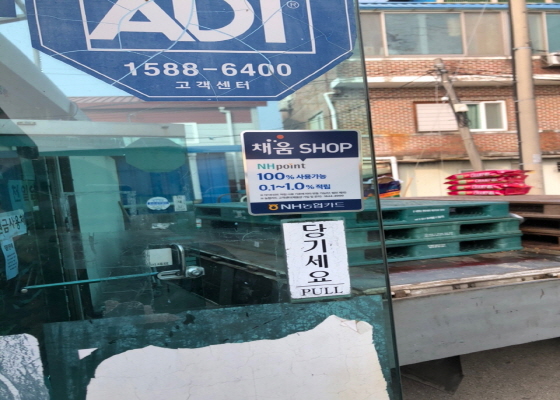 ADT®
1588-6400
고객센터
채움 SHOP
NHpoint
100% 사용가능
0.1~1.0% 적립
NH농협카드
당기세요
PULL